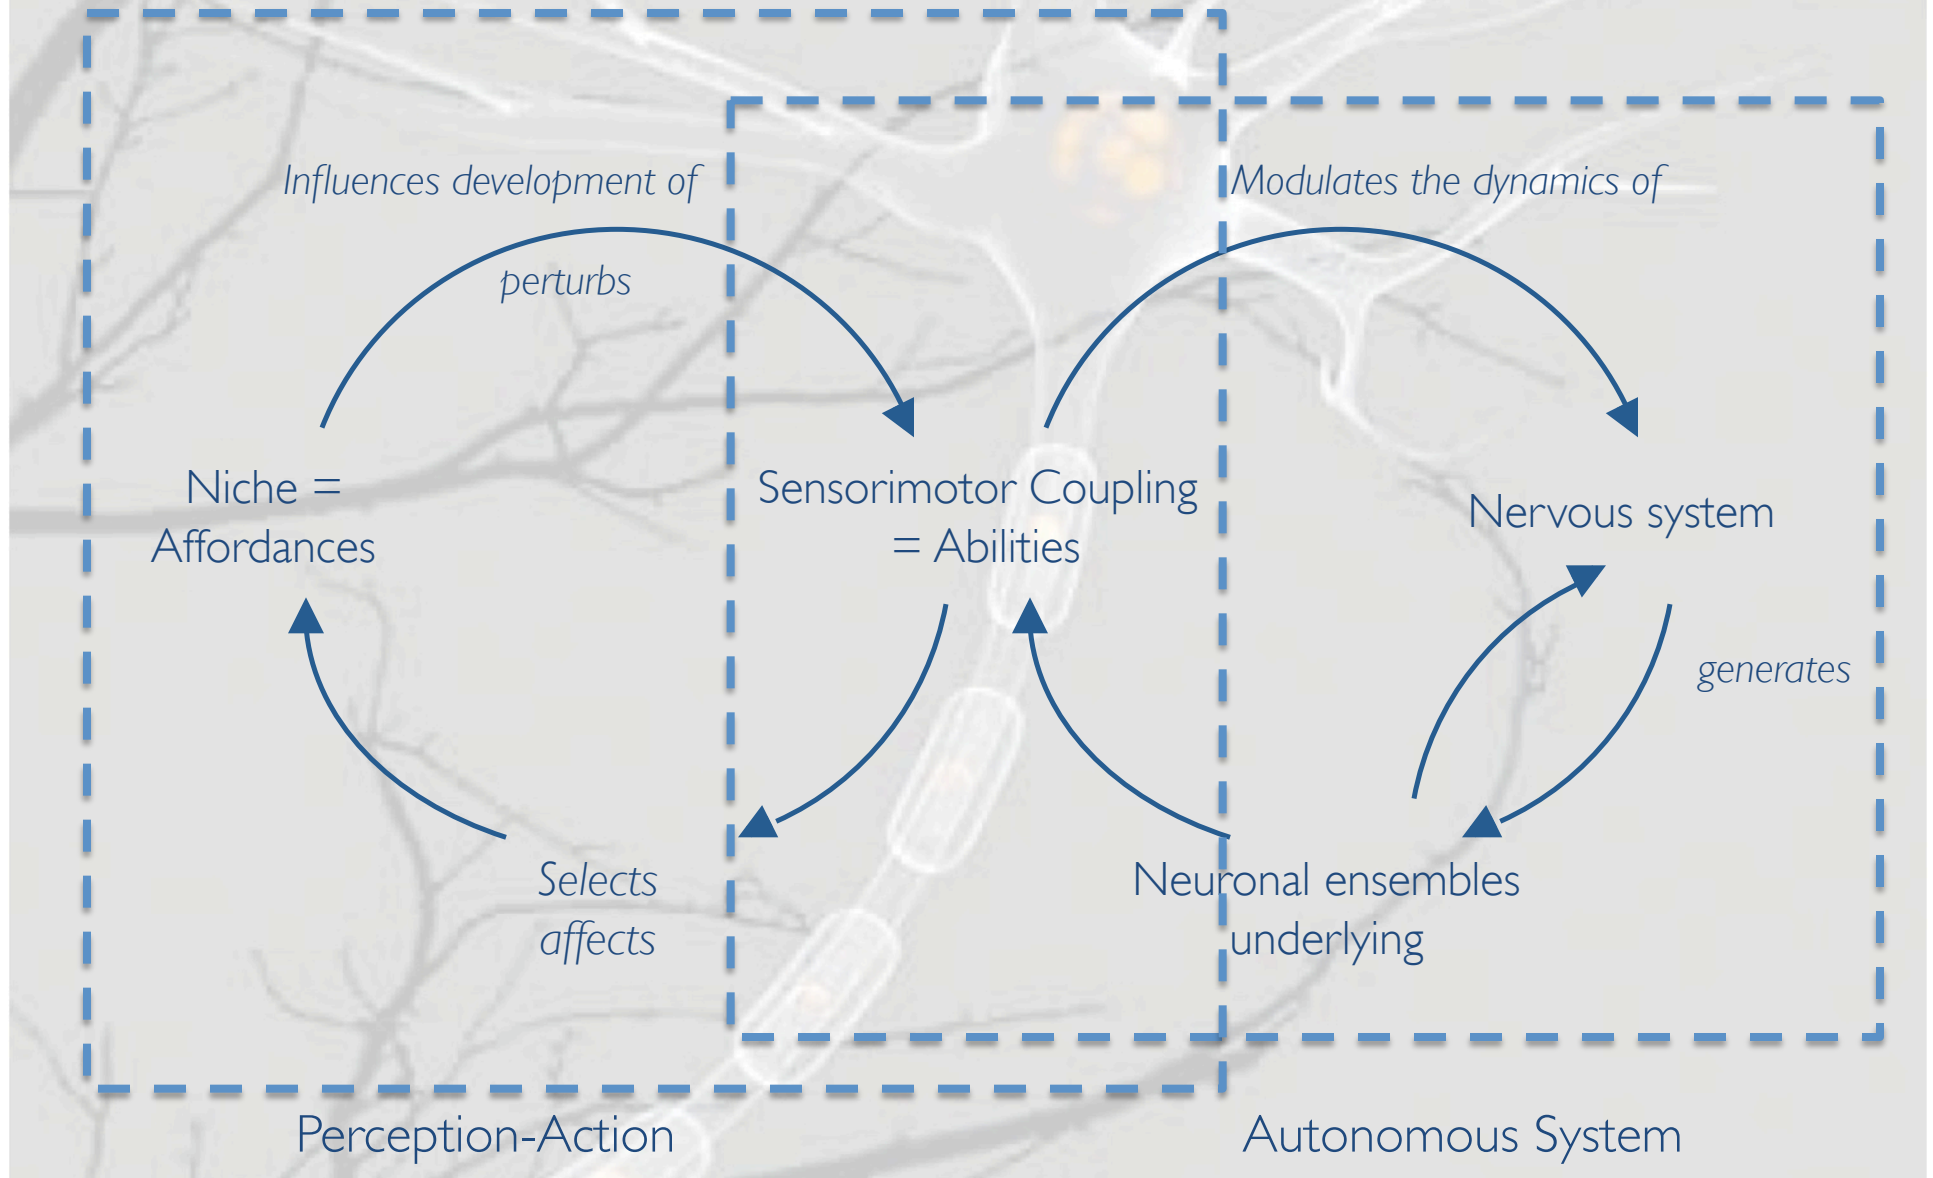 Influences development of
perturbs
Modulates the dynamics of
Niche =
Affordances
Sensorimotor Coupling
= Abilities
Nervous system
generates
Selects
affects
Neuronal ensembles
underlying
Perception-Action
Autonomous System